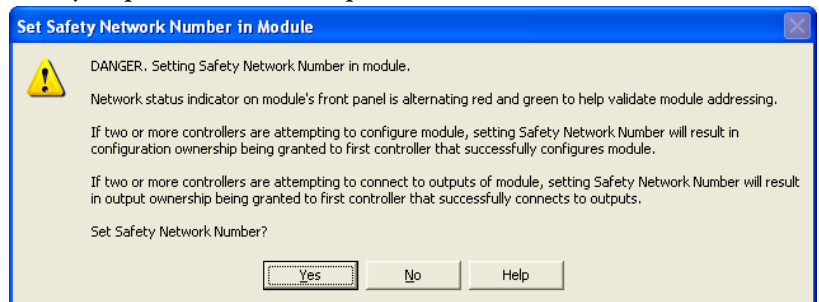 Set Safety Network Number in Module
DANGER. Setting Safety Network Number in module.
Network status indicator on module's front panel is alternating red and green to help validate module addressing.
If two or more controllers are attempting to configure module, setting Safety Network Number will result in
configuration ownership being granted to first controller that successfully configures module.
If two or more controllers are attempting to connect to outputs of module, setting Safety Network Number will result
in output ownership being granted to first controller that successfully connects to outputs.
Set Safety Network Number?
Yes No Help